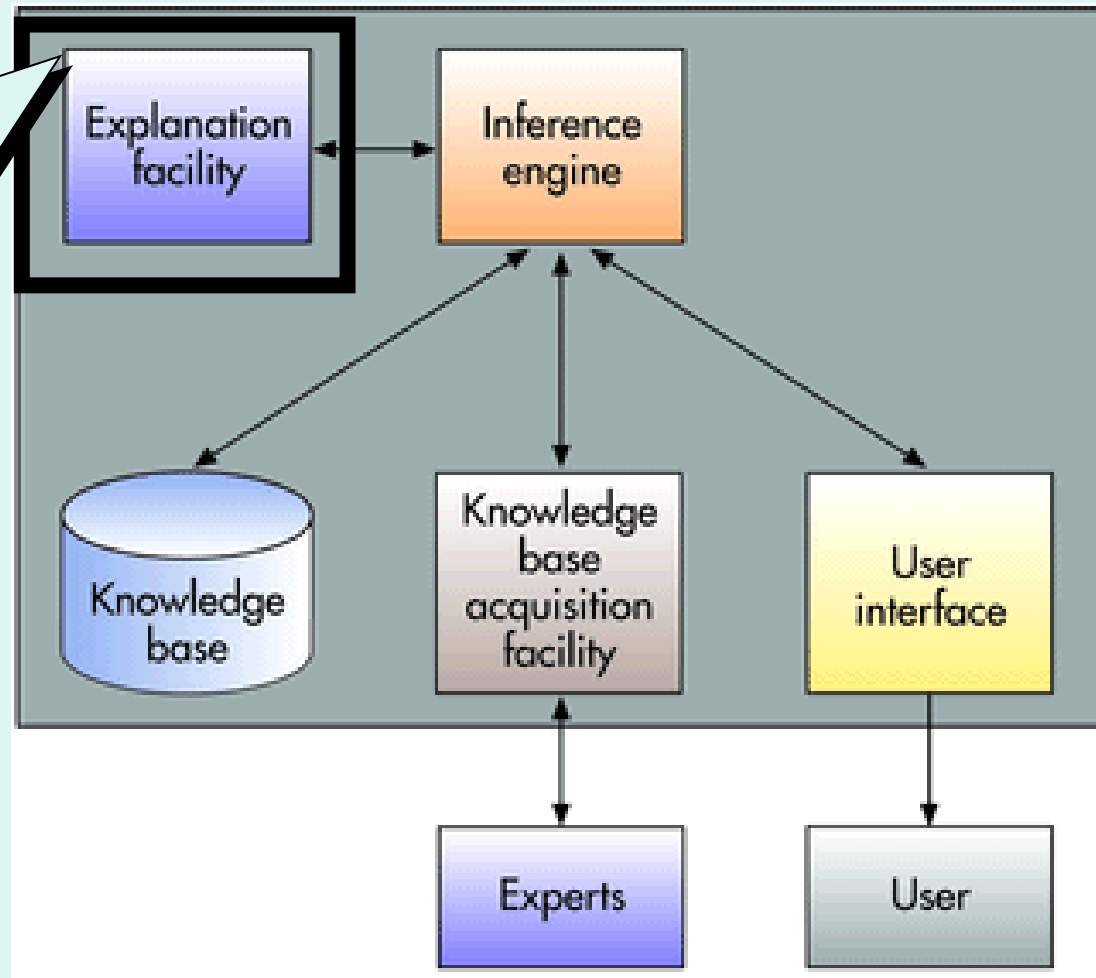 Explanation
facility
Inference
engine
Knowledge
base
Knowledge
base
acquisition
facility
User
interface
Experts
User